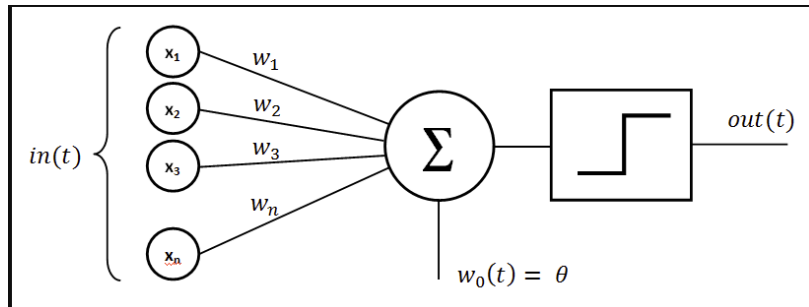 in(t)
x₁
x₂
x₃
xₙ
w₁
w₂
w₃
wₙ
Σ
w₀(t) = θ
out(t)